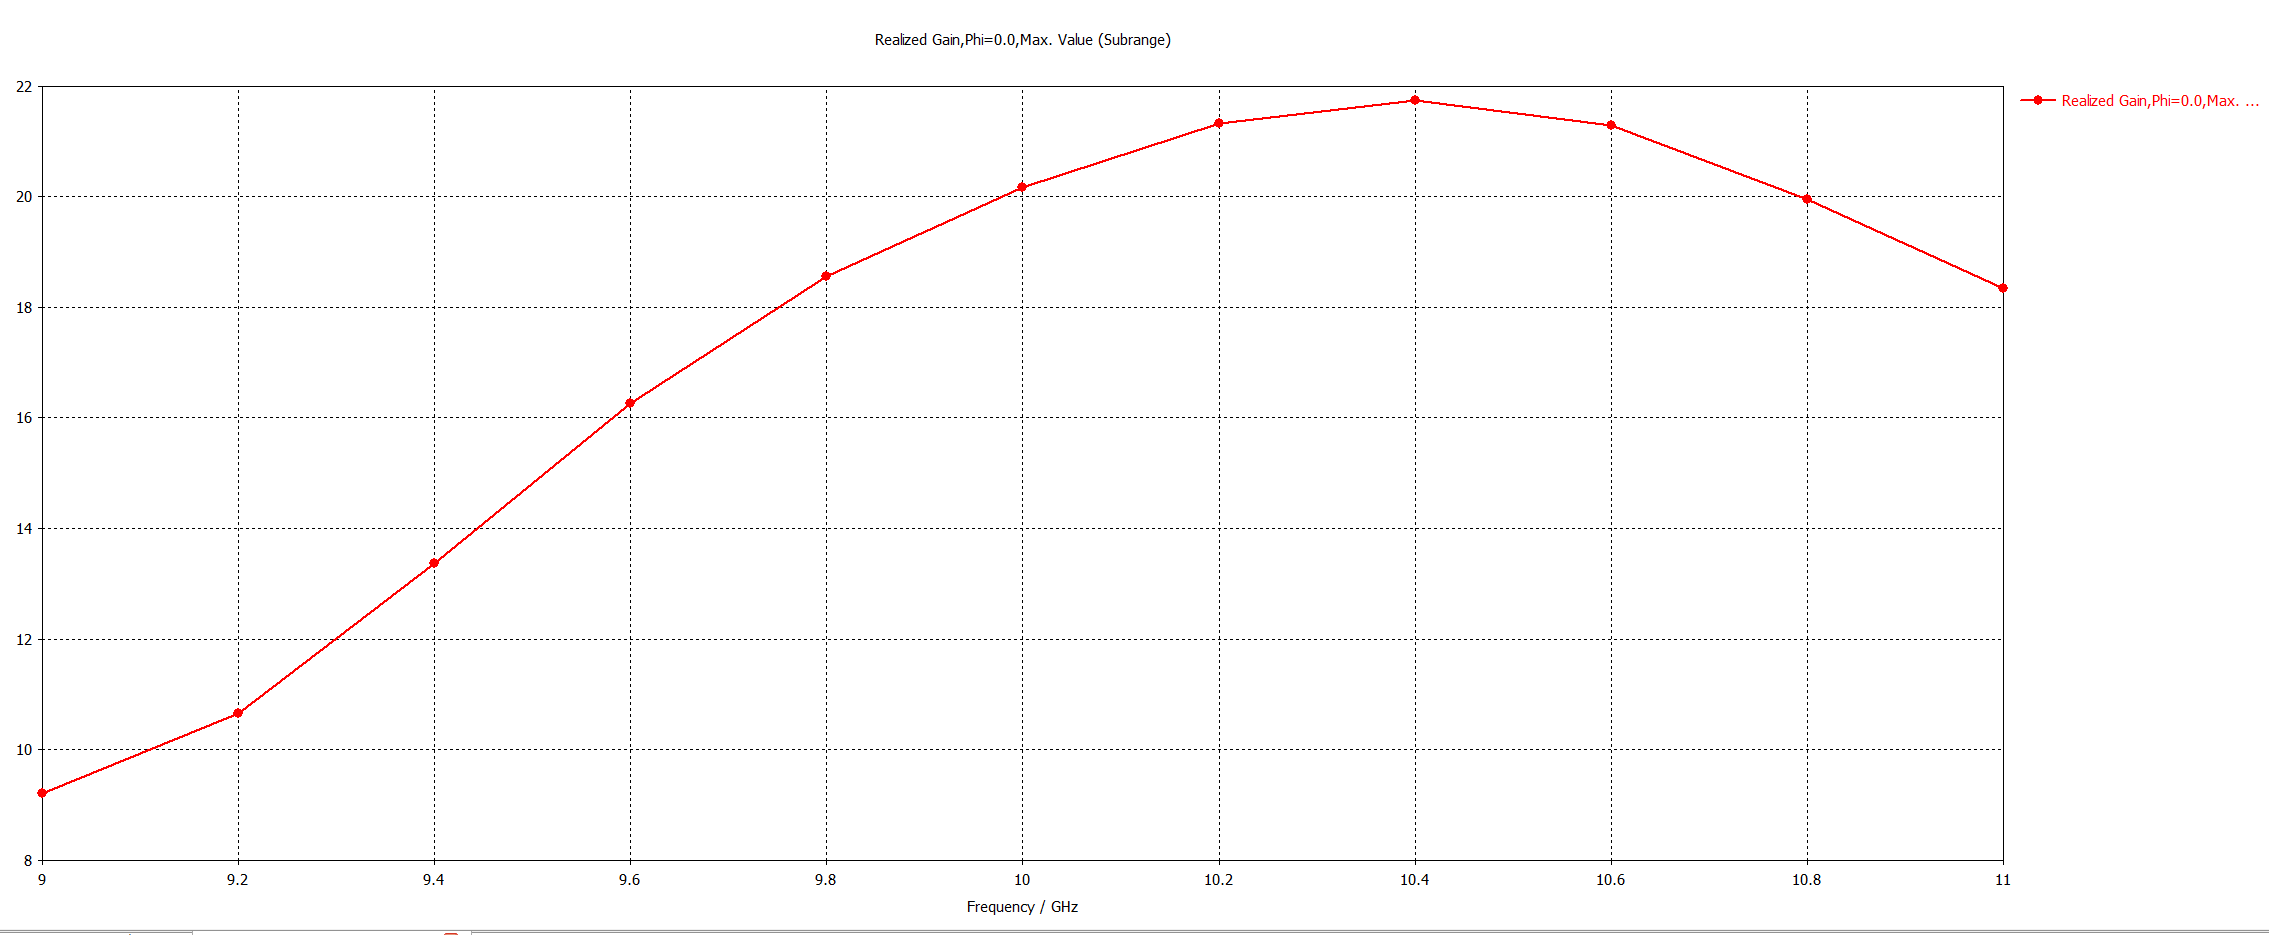 Realized Gain,Phi=0.0,Max. Value (Subrange)
22
20
18
16
14
12
10
8
9 9.2 9.4 9.6 9.8 10 10.2 10.4 10.6 10.8 11
Frequency / GHz
Realized Gain,Phi=0.0,Max. ...